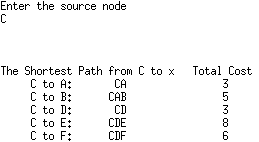 Enter the source node
C
The Shortest Path from C to x   Total Cost
C to A:   CA   3
C to B:   CAB   5
C to D:   CD   3
C to E:   CDE   8
C to F:   CDF   6